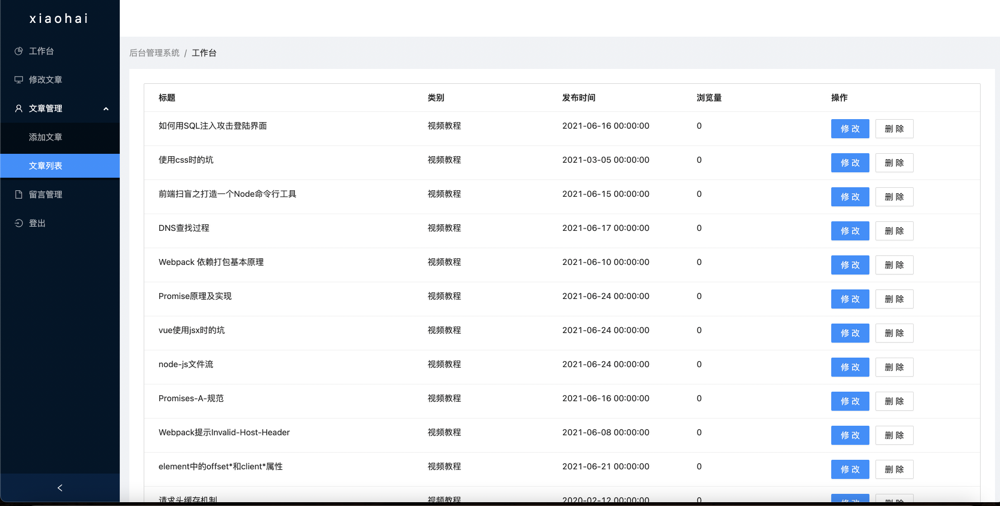 xiaohai
工作台
修改文章
文章管理
添加文章
文章列表
留言管理
登出
后台管理系统 / 工作台
标题 类别 发布时间 浏览量 操作
如何用SQL注入攻击登陆界面 视频教程 2021-06-16 00:00:00 0 修 改 删 除
使用css时的坑 视频教程 2021-03-05 00:00:00 0 修 改 删 除
前端扫盲之打造一个Node命令行工具 视频教程 2021-06-15 00:00:00 0 修 改 删 除
DNS查找过程 视频教程 2021-06-17 00:00:00 0 修 改 删 除
Webpack 依赖打包基本原理 视频教程 2021-06-10 00:00:00 0 修 改 删 除
Promise原理及实现 视频教程 2021-06-24 00:00:00 0 修 改 删 除
vue使用jsx时的坑 视频教程 2021-06-24 00:00:00 0 修 改 删 除
node-js文件流 视频教程 2021-06-24 00:00:00 0 修 改 删 除
Promises-A-规范 视频教程 2021-06-16 00:00:00 0 修 改 删 除
Webpack提示Invalid-Host-Header 视频教程 2021-06-08 00:00:00 0 修 改 删 除
element中的offset*和client*属性 视频教程 2021-06-21 00:00:00 0 修 改 删 除
请求头缓存机制 视频教程 2020-02-12 00:00:00 0 修 改 删 除